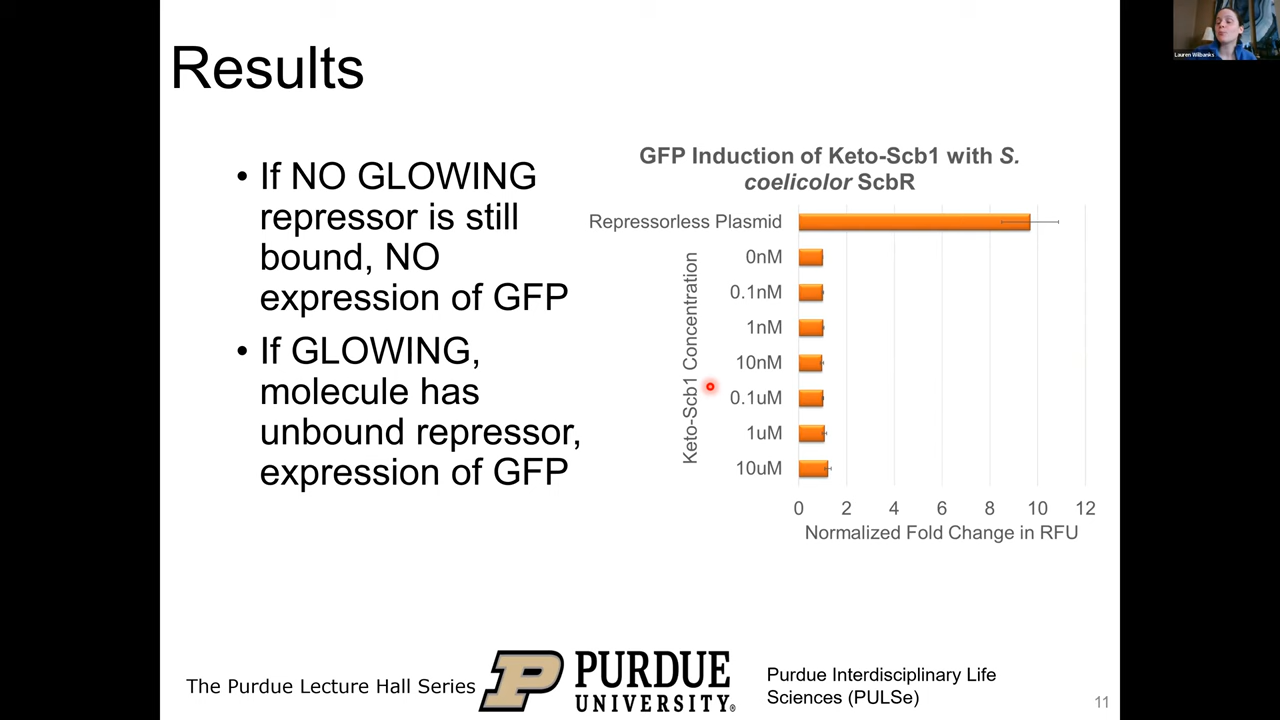 Results
• If NO GLOWING
repressor is still
bound, NO
expression of GFP
• If GLOWING,
molecule has
unbound repressor,
expression of GFP
GFP Induction of Keto-Scb1 with S.
coelicolor ScbR
Repressorless Plasmid
0nM
0.1nM
1nM
10nM
0.1uM
1uM
10uM
Keto-Scb1 Concentration
0 2 4 6 8 10 12
Normalized Fold Change in RFU
The Purdue Lecture Hall Series
P PURDUE
UNIVERSITY®
Purdue Interdisciplinary Life
Sciences (PULSe)
11
Lauren Wilbanks